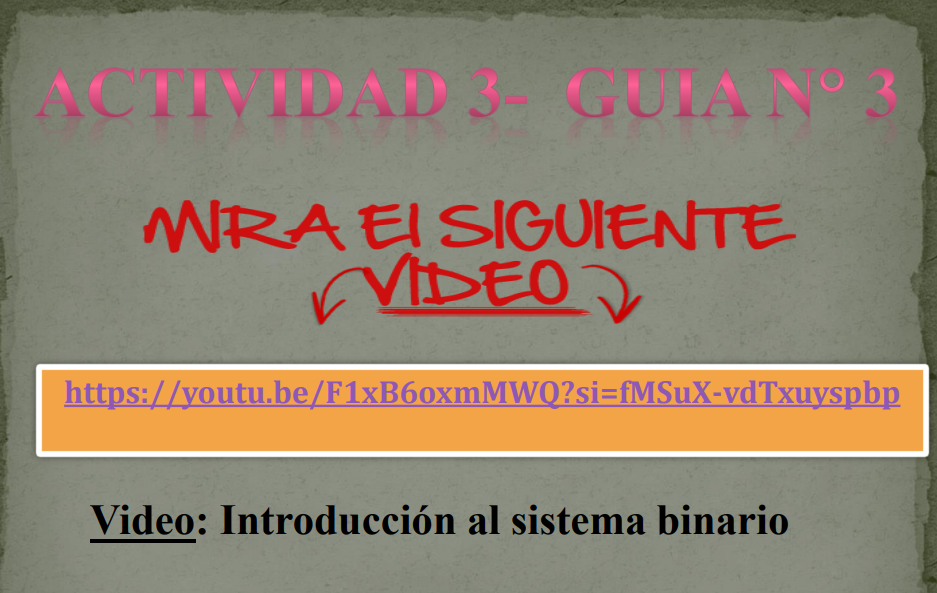 ACTIVIDAD 3- GUIA N° 3
MIRA El SIGUIENTE
VIDEO
https://youtu.be/F1xB6oxmMWQ?si=fMSuX-vdTxuyspbp
Video: Introducción al sistema binario